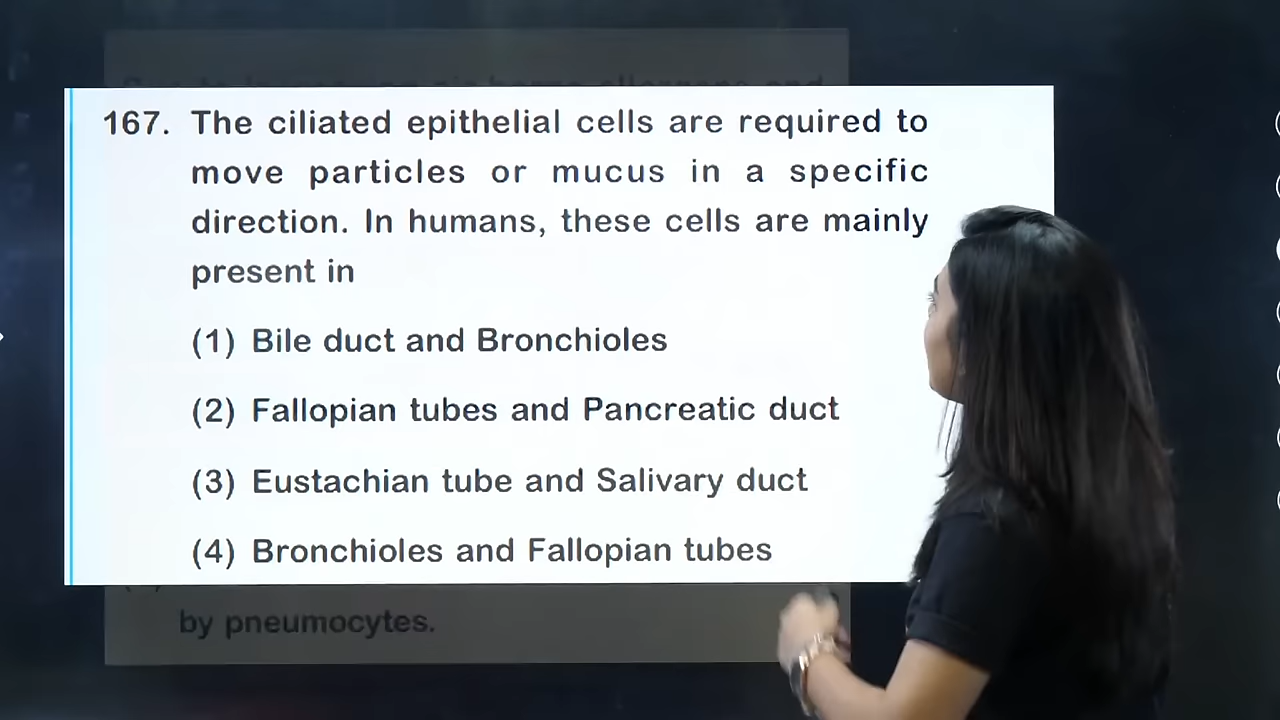 167. The ciliated epithelial cells are required to
move particles or mucus in a specific
direction. In humans, these cells are mainly
present in
(1) Bile duct and Bronchioles
(2) Fallopian tubes and Pancreatic duct
(3) Eustachian tube and Salivary duct
(4) Bronchioles and Fallopian tubes
by pneumocytes.